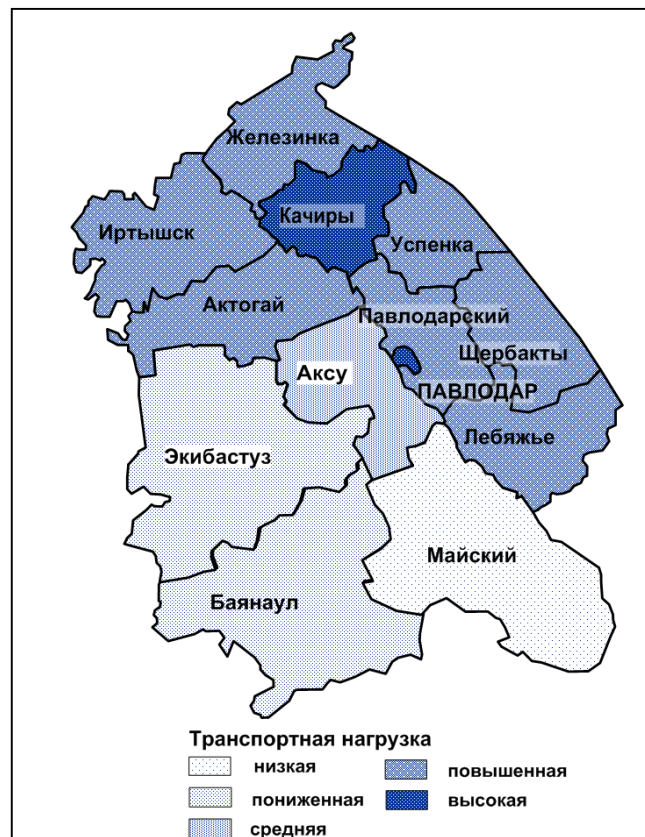 Железинка
Качиры
Иртышск
Успенка
Актогай
Павлодарский
Щербакты
Аксу
ПАВЛОДАР
Лебяжье
Экибастуз
Майский
Баянаул
Транспортная нагрузка
низкая
повышенная
пониженная
высокая
средняя